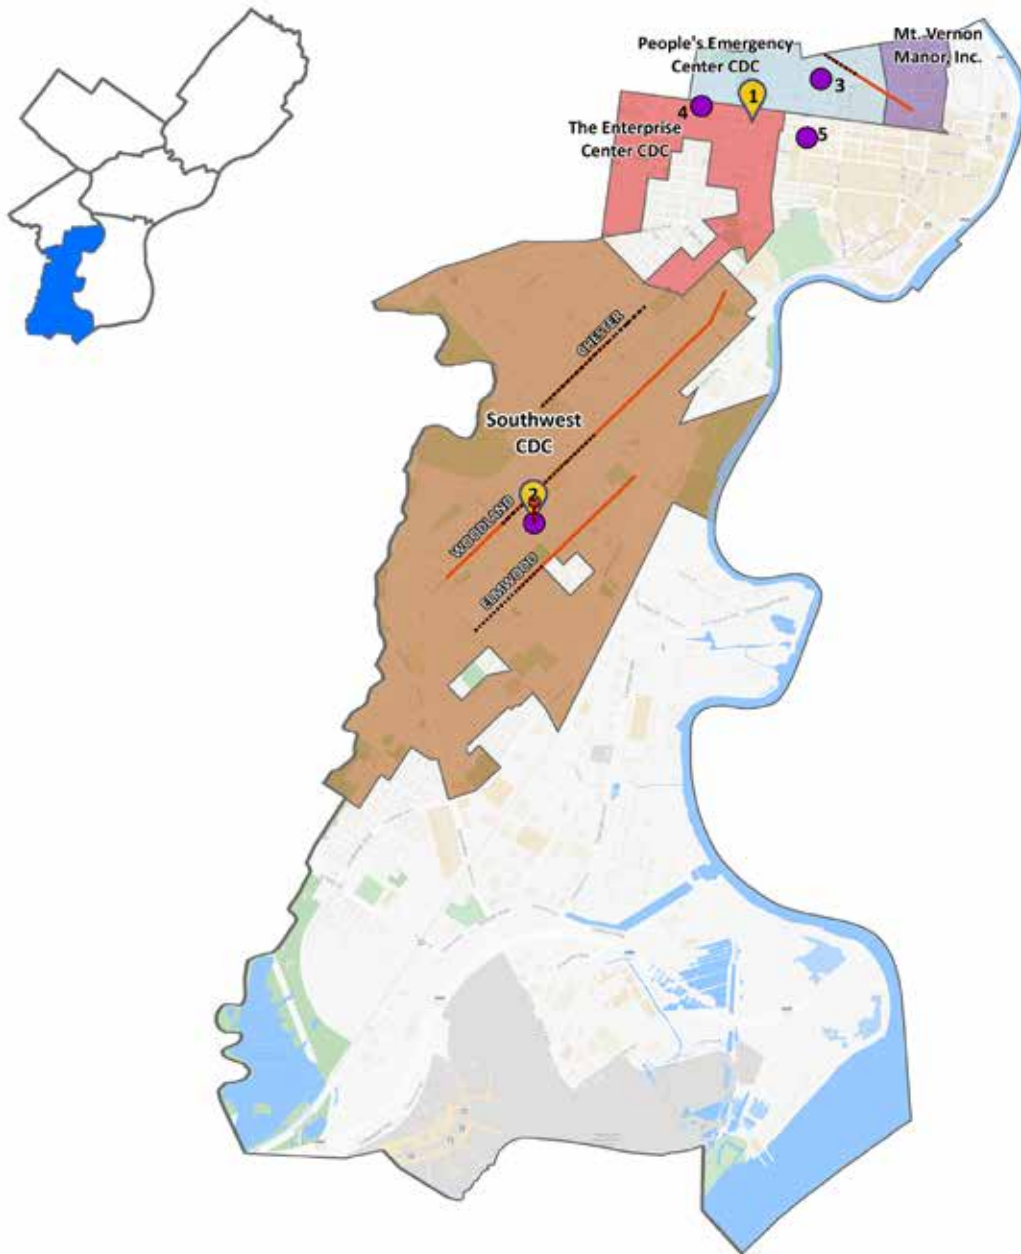 People's Emergency
Center CDC
Mt. Vernon
Manor, Inc.
1
3
4
5
The Enterprise
Center CDC
CHESTER
Southwest
CDC
2
WOODLAND
ELMWOOD